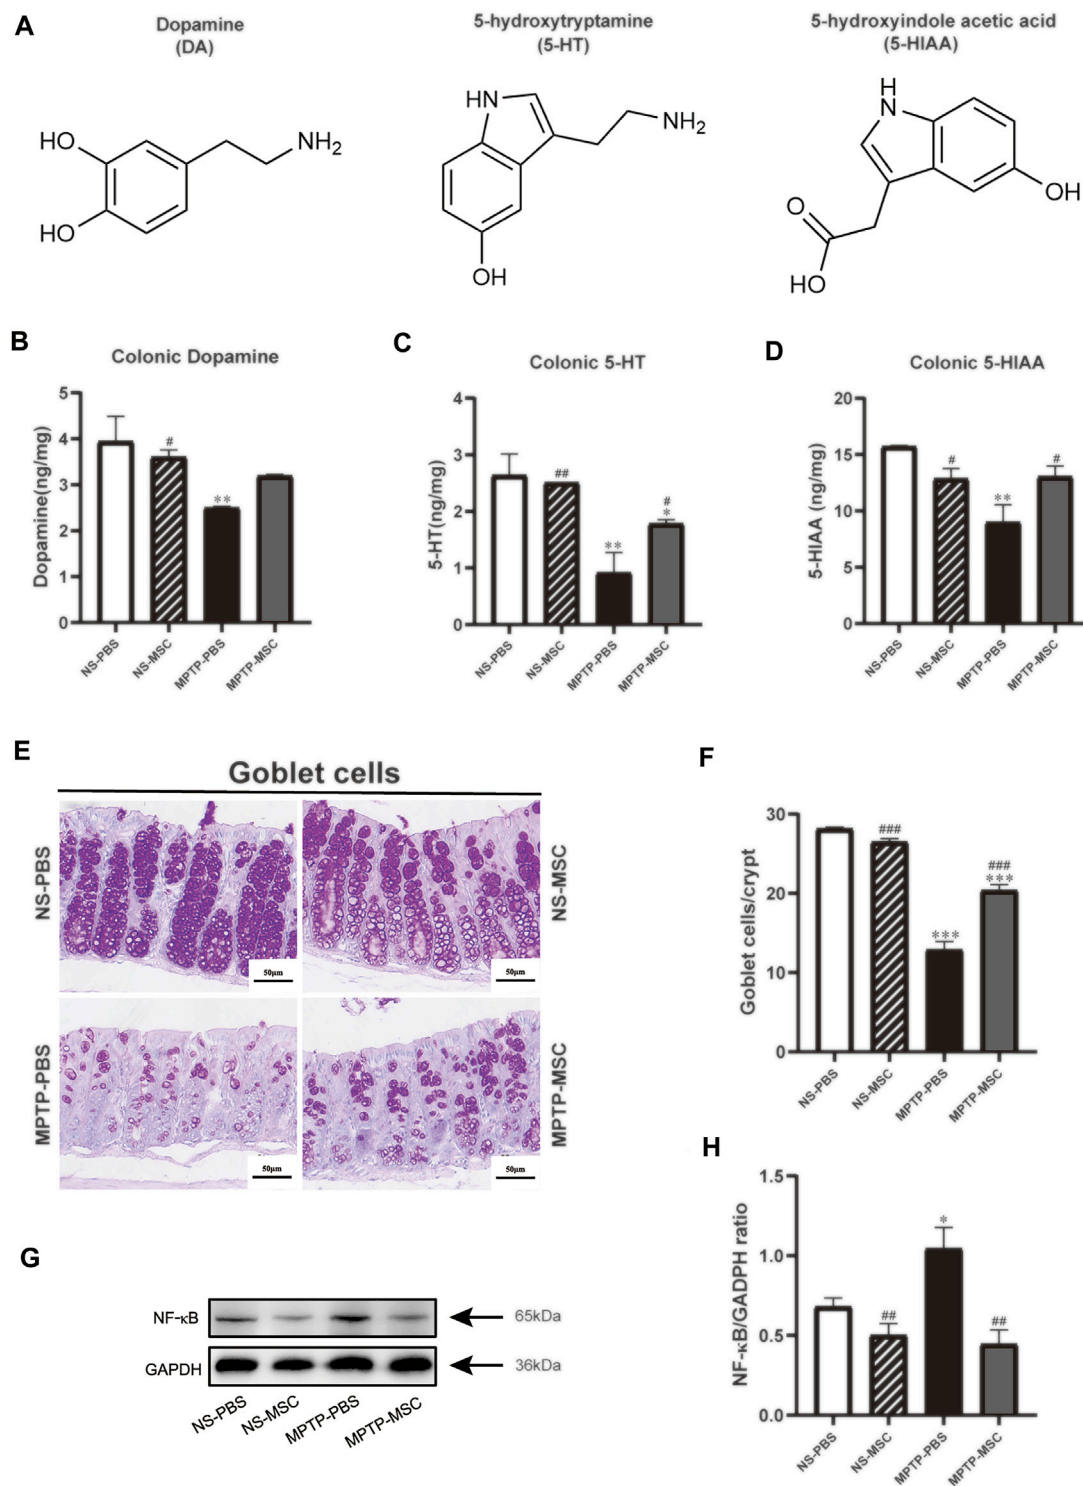 A
Dopamine
(DA)
5-hydroxytryptamine
(5-HT)
5-hydroxyindole acetic acid
(5-HIAA)
HO
HO
NH2
HN
NH2
OH
H
N
OH
O
HO
B
Colonic Dopamine
Dopamine(ng/mg)
5
4
3
2
1
0
#
**
NS-PBS
NS-MSC
MPTP-PBS
MPTP-MSC
C
Colonic 5-HT
5-HT(ng/mg)
4
3
2
1
0
##
**
#
*
NS-PBS
NS-MSC
MPTP-PBS
MPTP-MSC
D
Colonic 5-HIAA
5-HIAA (ng/mg)
20
15
10
5
0
#
**
#
NS-PBS
NS-MSC
MPTP-PBS
MPTP-MSC
E
Goblet cells
NS-PBS
50μm
50μm
NS-MSC
MPTP-PBS
50μm
50μm
MPTP-MSC
F
Goblet cells/crypt
30
20
10
0
###
***
###
***
NS-PBS
NS-MSC
MPTP-PBS
MPTP-MSC
G
NF-κB
65kDa
GAPDH
36kDa
NS-PBS
NS-MSC
MPTP-PBS
MPTP-MSC
H
NF-κB/GADPH ratio
1.5
1.0
0.5
0.0
##
*
##
NS-PBS
NS-MSC
MPTP-PBS
MPTP-MSC